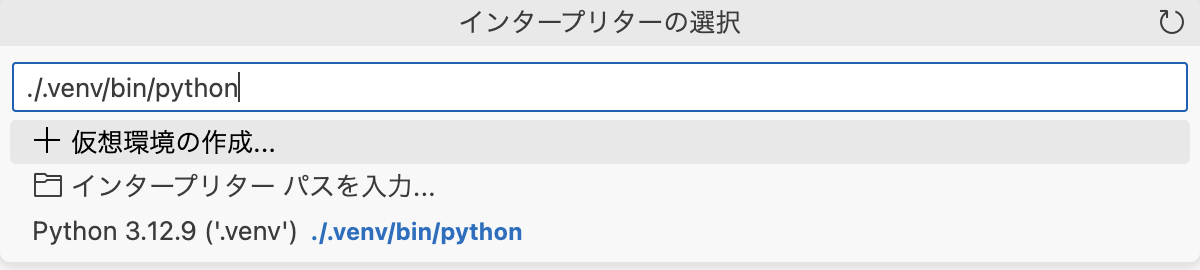 インタープリターの選択
./.venv/bin/python
仮想環境の作成...
インタープリター パスを入力...
Python 3.12.9 ('.venv') ./.venv/bin/python